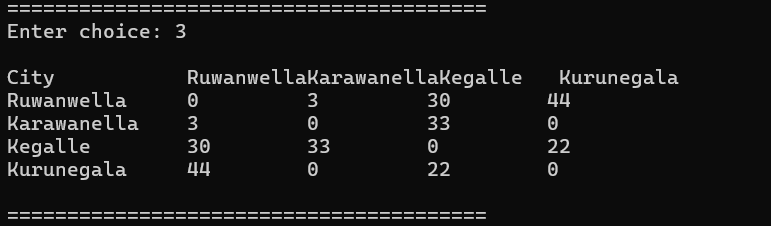 ========================================
Enter choice: 3
City           RuwanwellaKarawanellaKegalle   Kurunegala
Ruwanwella     0         3         30        44
Karawanella    3         0         33        0
Kegalle        30        33        0         22
Kurunegala     44        0         22        0
========================================